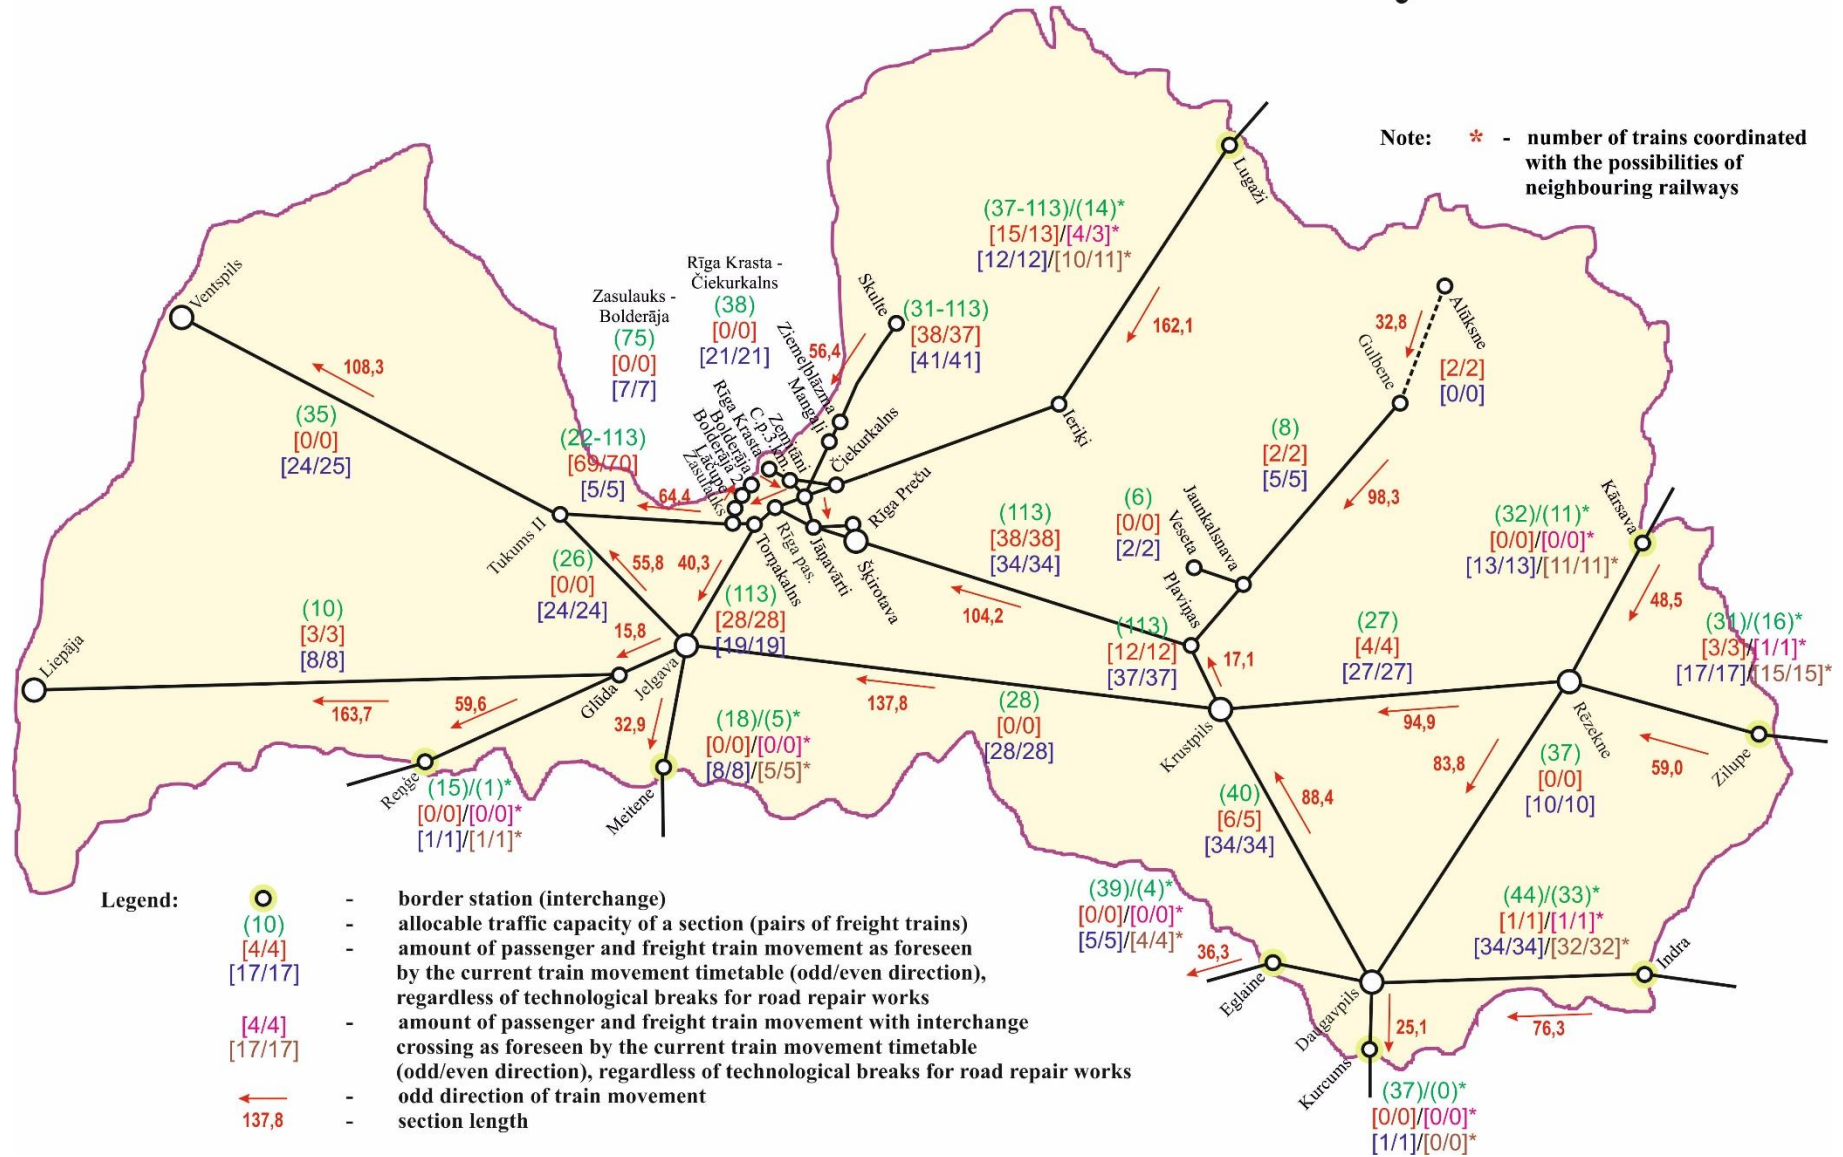 Note: * - number of trains coordinated
with the possibilities of
neighbouring railways
Lugaži
(37-113)/(14)*
[15/13]/[4/3]*
[12/12]/[10/11]*
162,1
Ventspils
108,3
(35)
[0/0]
[24/25]
Zasulauks -
Bolderāja
(75)
[0/0]
[7/7]
Rīga Krasta -
Čiekurkalns
(38)
[0/0]
[21/21]
Skulte
(31-113)
[38/37]
[41/41]
56,4
Ziemeļblāzma
Mangaļi
Čiekurkalns
Zemitāni
C.p.3.km.
Rīga Krasta
Bolderāja
Bolderāja 2
Lāčupe
Zasulauks
(22-113)
[69/70]
[5/5]
64,4
Ieriķi
Alūksne
32,8
Gulbene
[2/2]
[0/0]
(8)
[2/2]
[5/5]
98,3
Rīga Preču
Šķirotava
Jāņavārti
Rīga pas.
Torņakalns
(113)
[38/38]
[34/34]
104,2
(6)
[0/0]
[2/2]
Jaunkalsnava
Veseta
Pļaviņas
Kārsava
(32)/(11)*
[0/0]/[0/0]*
[13/13]/[11/11]*
48,5
Tukums II
(26)
[0/0]
[24/24]
55,8
40,3
(113)
[28/28]
[19/19]
(10)
[3/3]
[8/8]
Liepāja
163,7
15,8
Glūda
Jelgava
59,6
32,9
Reņģe
(15)/(1)*
[0/0]/[0/0]*
[1/1]/[1/1]*
Meitene
(18)/(5)*
[0/0]/[0/0]*
[8/8]/[5/5]*
137,8
(28)
[0/0]
[28/28]
(113)
[12/12]
[37/37]
17,1
Krustpils
(27)
[4/4]
[27/27]
94,9
(31)/(16)*
[3/3]/[1/1]*
[17/17]/[15/15]*
Rēzekne
59,0
Zilupe
83,8
(37)
[0/0]
[10/10]
(40)
[6/5]
[34/34]
88,4
(39)/(4)*
[0/0]/[0/0]*
[5/5]/[4/4]*
36,3
Eglaine
Daugavpils
(44)/(33)*
[1/1]/[1/1]*
[34/34]/[32/32]*
Indra
76,3
25,1
Kurcums
(37)/(0)*
[0/0]/[0/0]*
[1/1]/[0/0]*
Legend: - border station (interchange)
(10) - allocable traffic capacity of a section (pairs of freight trains)
[4/4] - amount of passenger and freight train movement as foreseen
[17/17] by the current train movement timetable (odd/even direction),
regardless of technological breaks for road repair works
[4/4] - amount of passenger and freight train movement with interchange
[17/17] crossing as foreseen by the current train movement timetable
(odd/even direction), regardless of technological breaks for road repair works
- odd direction of train movement
137,8 - section length